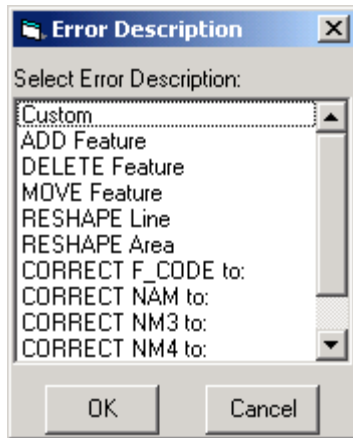 Error Description
Select Error Description:
Custom
ADD Feature
DELETE Feature
MOVE Feature
RESHAPE Line
RESHAPE Area
CORRECT F_CODE to:
CORRECT NAM to:
CORRECT NM3 to:
CORRECT NM4 to:
OK Cancel